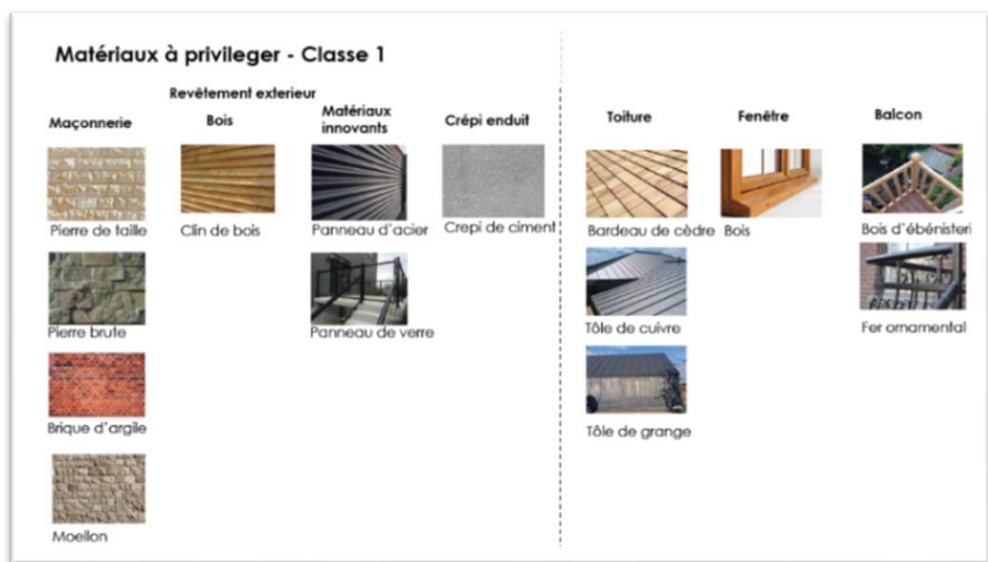 Matériaux à privileger - Classe 1
Revêtement exterieur
Maçonnerie
Bois
Matériaux
innovants
Crépi enduit
Toiture
Fenêtre
Balcon
Pierre de taille
Clin de bois
Panneau d'acier
Crepi de ciment
Bardeau de cèdre
Bois
Bois d'ébénisteri
Pierre brute
Panneau de verre
Tôle de cuivre
Fer ornamental
Brique d'argile
Tôle de grange
Moellon